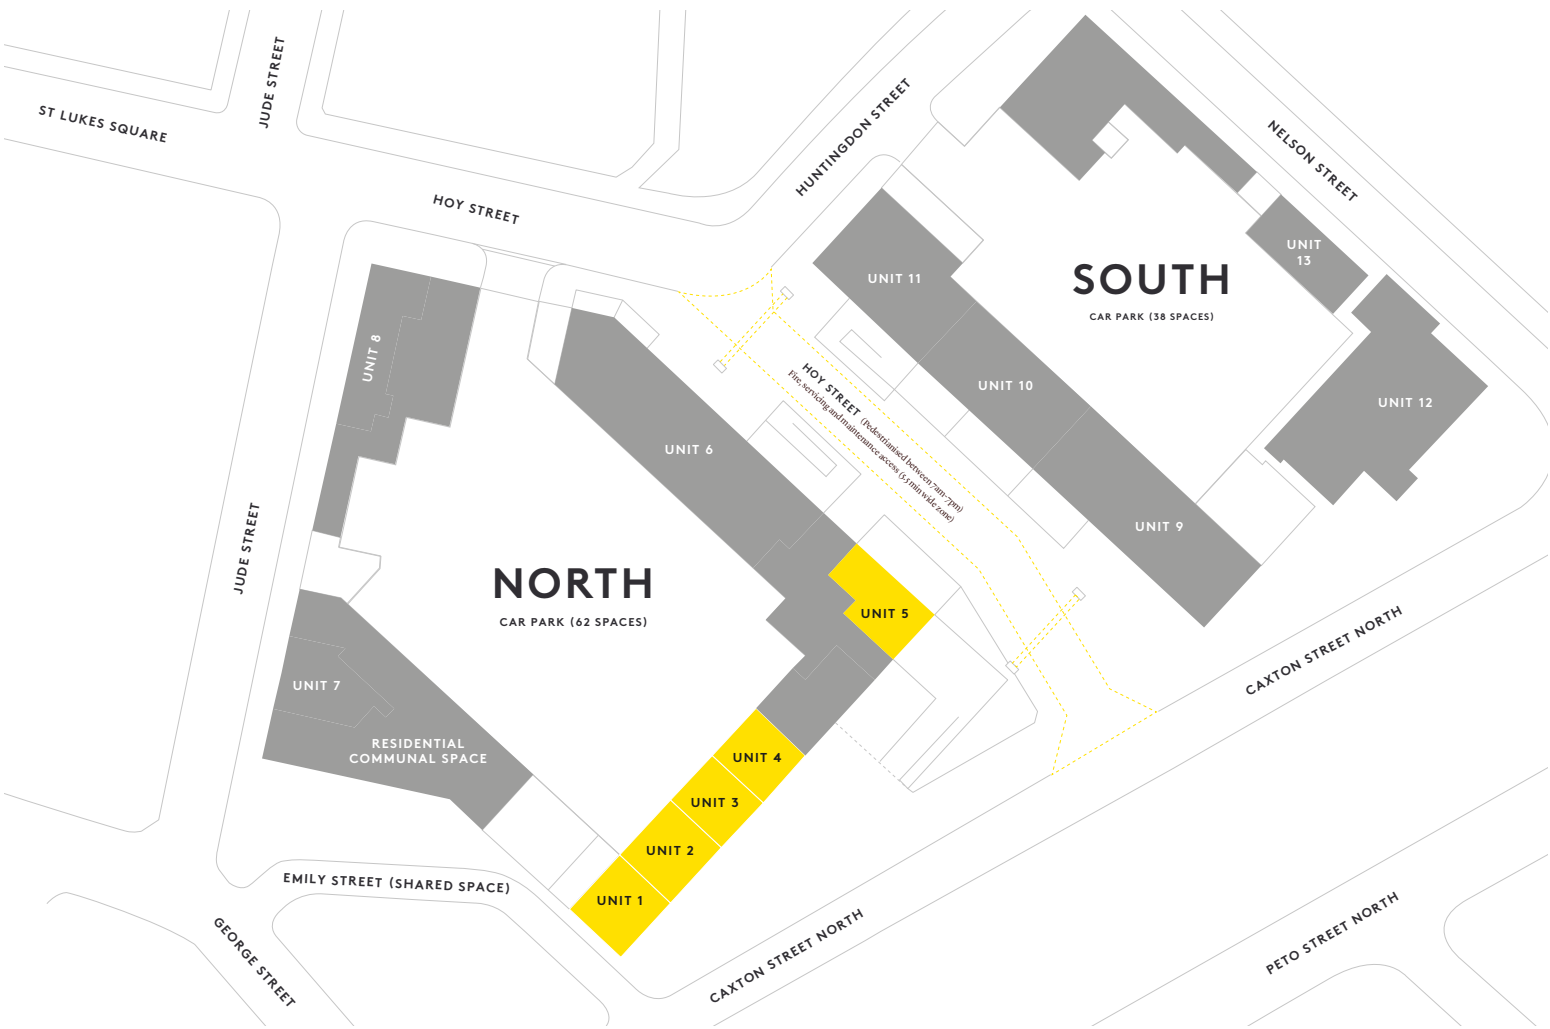 JUDE STREET
ST LUKES SQUARE
HOY STREET
HUNTINGDON STREET
NELSON STREET
UNIT
13
UNIT 11
SOUTH
CAR PARK (38 SPACES)
UNIT 8
UNIT 10
UNIT 12
HOY STREET (Pedestrianised between 7am-7pm)
Fire, servicing and maintenance access (3.5 min wide zone)
UNIT 6
UNIT 9
JUDE STREET
NORTH
CAR PARK (62 SPACES)
UNIT 5
CAXTON STREET NORTH
UNIT 7
RESIDENTIAL
COMMUNAL SPACE
UNIT 4
UNIT 3
UNIT 2
UNIT 1
EMILY STREET (SHARED SPACE)
GEORGE STREET
CAXTON STREET NORTH
PETO STREET NORTH